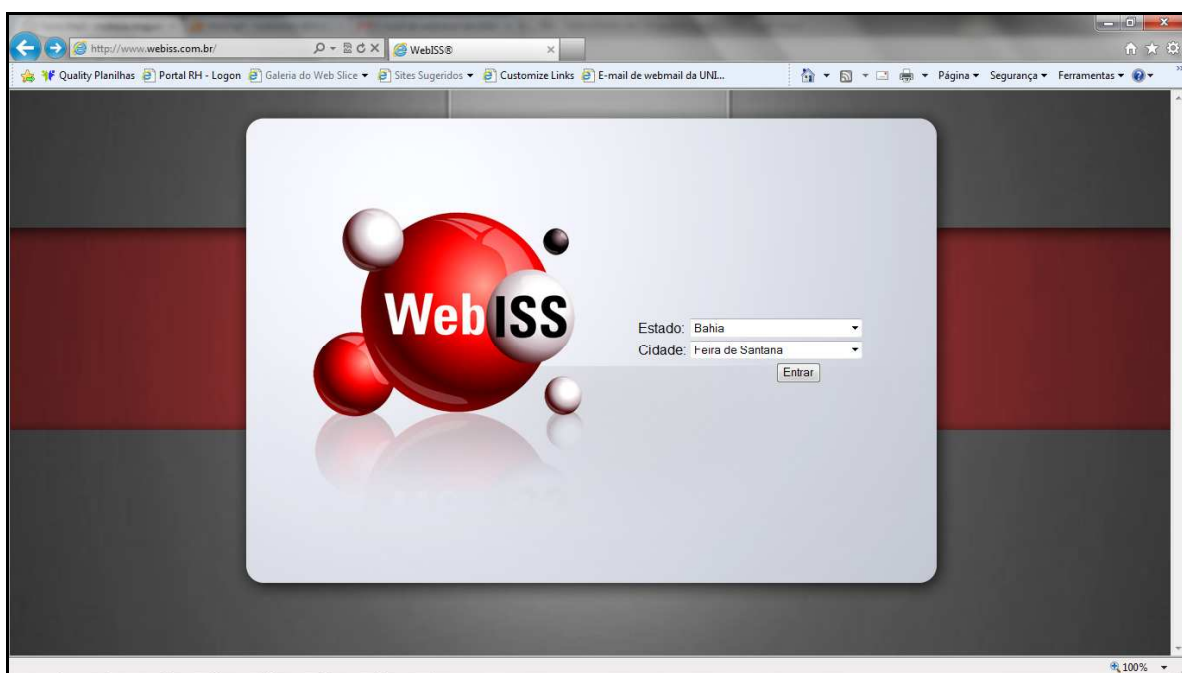 http://www.webiss.com.br/
WebISS®
Quality Planilhas Portal RH - Logon Galeria do Web Slice Sites Sugeridos Customize Links E-mail de webmail da UNI... Página Segurança Ferramentas
WebISS
Estado: Bahia
Cidade: Feira de Santana
Entrar
100%